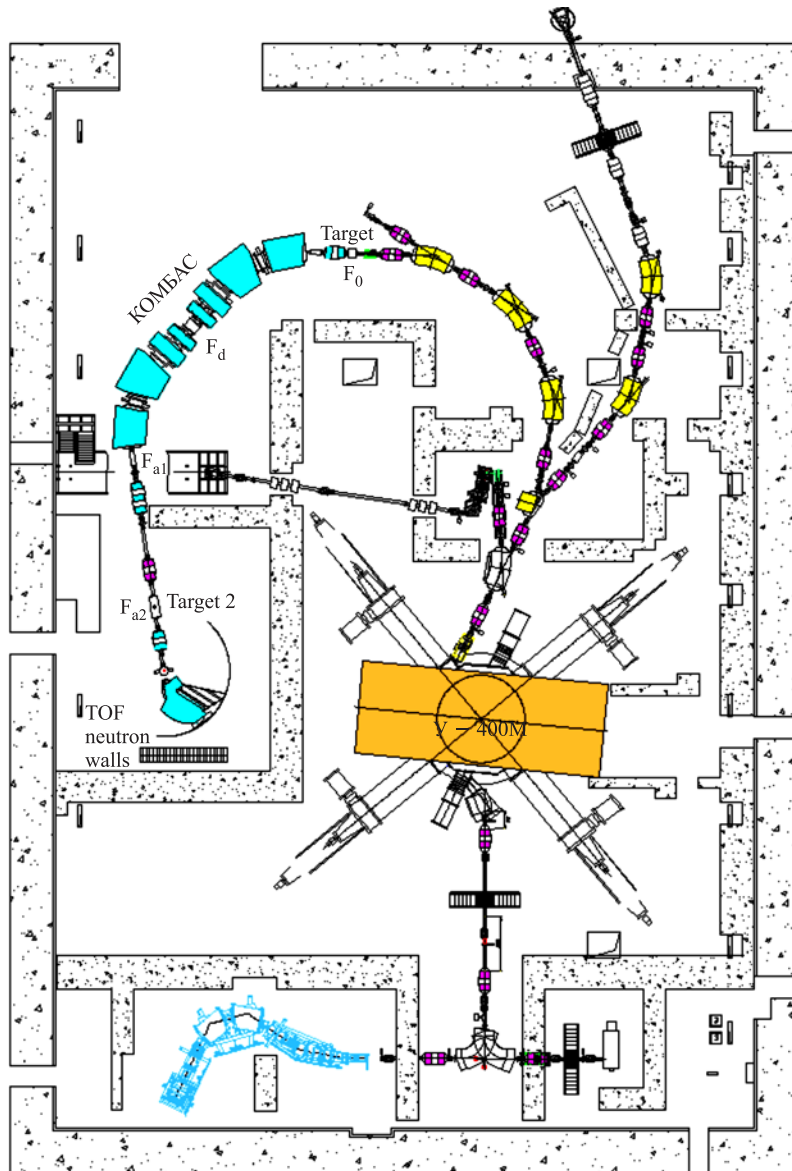 Target
F0
КОМБАС
Fd
Fa1
Fa2
Target 2
TOF
neutron
walls
У – 400М